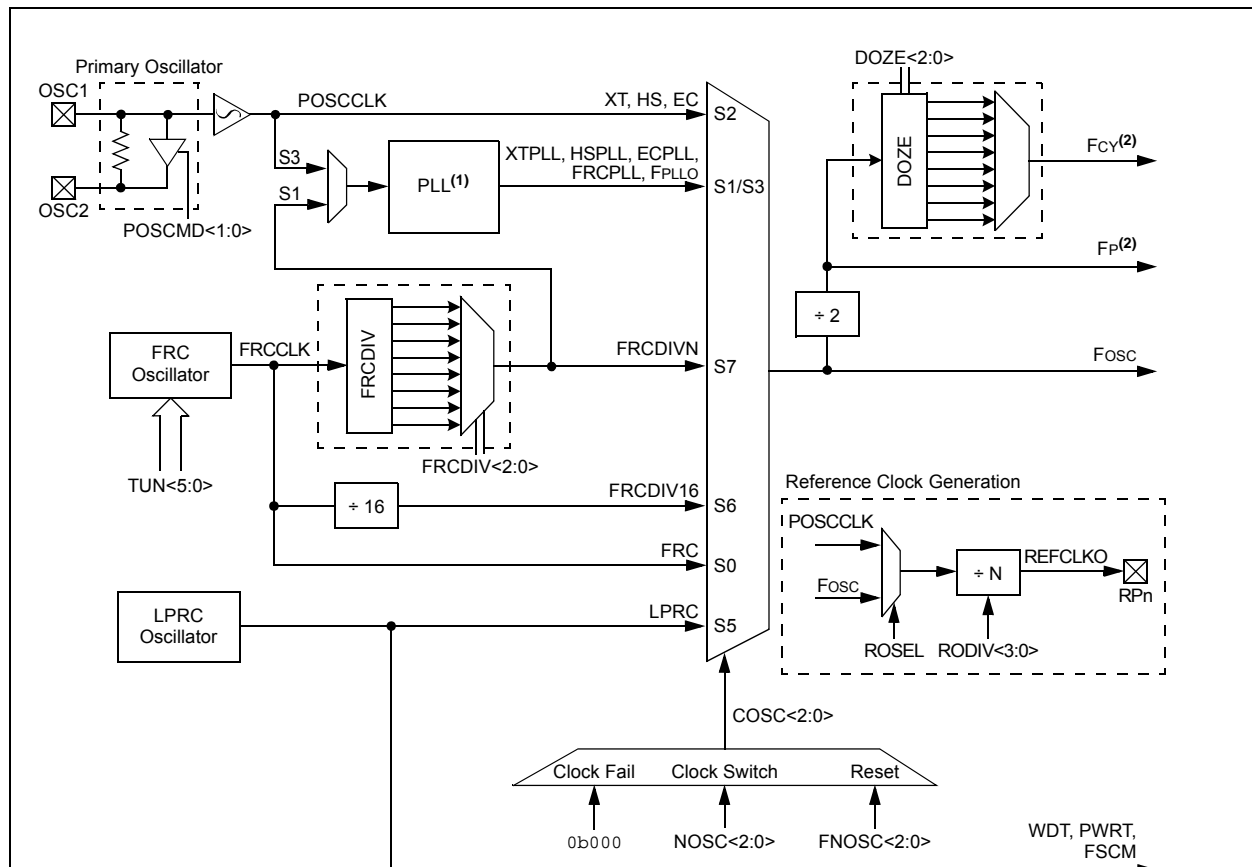 DOZE<2:0>
Primary Oscillator
OSC1
POSCCLK
XT, HS, EC
S2
DOZE
FCY(2)
S3
XTPLL, HSPLL, ECPLL,
FRCPLL, FPLLO
PLL(1)
S1/S3
S1
OSC2
POSCMD<1:0>
FP(2)
÷ 2
FRC
Oscillator
FRCCLK
FRCDIV
FRCDIVN
S7
FOSC
TUN<5:0>
FRCDIV<2:0>
÷ 16
FRCDIV16
S6
Reference Clock Generation
POSCCLK
FRC
S0
÷ N
REFCLKO
RPn
FOSC
LPRC
Oscillator
LPRC
S5
ROSEL
RODIV<3:0>
COSC<2:0>
Clock Fail
Clock Switch
Reset
0b000
NOSC<2:0>
FNOSC<2:0>
WDT, PWRT,
FSCM